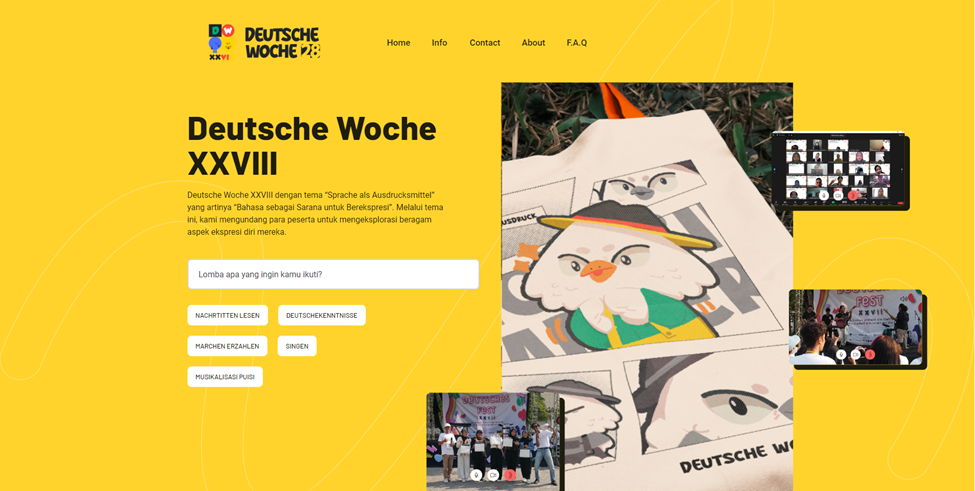 D W
XXVI
DEUTSCHE
WOCHE 28
Home Info Contact About F.A.Q
Deutsche Woche
XXVIII
Deutsche Woche XXVIII dengan tema “Sprache als Ausdrucksmittel”
yang artinya “Bahasa sebagai Sarana untuk Berekspresi”. Melalui tema
ini, kami mengundang para peserta untuk mengeksplorasi beragam
aspek ekspresi diri mereka.
Lomba apa yang ingin kamu ikuti?
NACHRTITTEN LESEN DEUTSCHEKENNTNISSE
MARCHEN ERZAHLEN SINGEN
MUSIKALISASI PUISI
USDRUCK
DEUTSCHE WO
DEUTSCHES
FEST
XXVII
FEST
XXVII